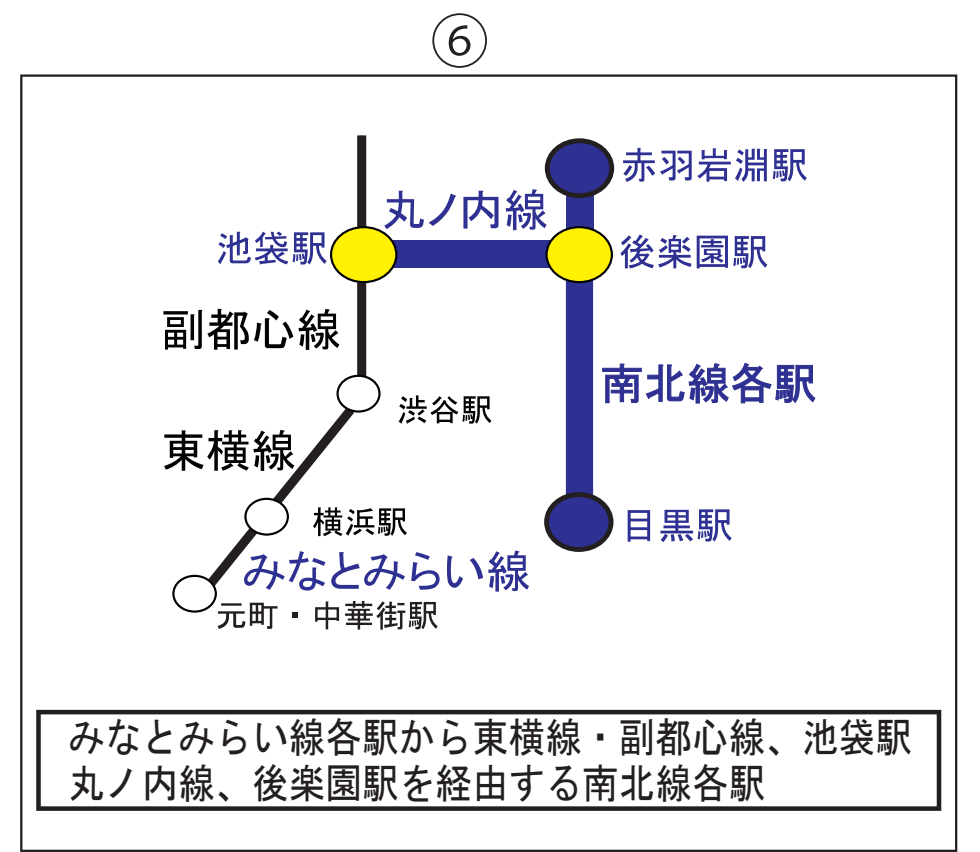 ⑥
赤羽岩淵駅
丸ノ内線
池袋駅
後楽園駅
副都心線
南北線各駅
渋谷駅
東横線
横浜駅
目黒駅
みなとみらい線
元町・中華街駅
みなとみらい線各駅から東横線・副都心線、池袋駅
丸ノ内線、後楽園駅を経由する南北線各駅